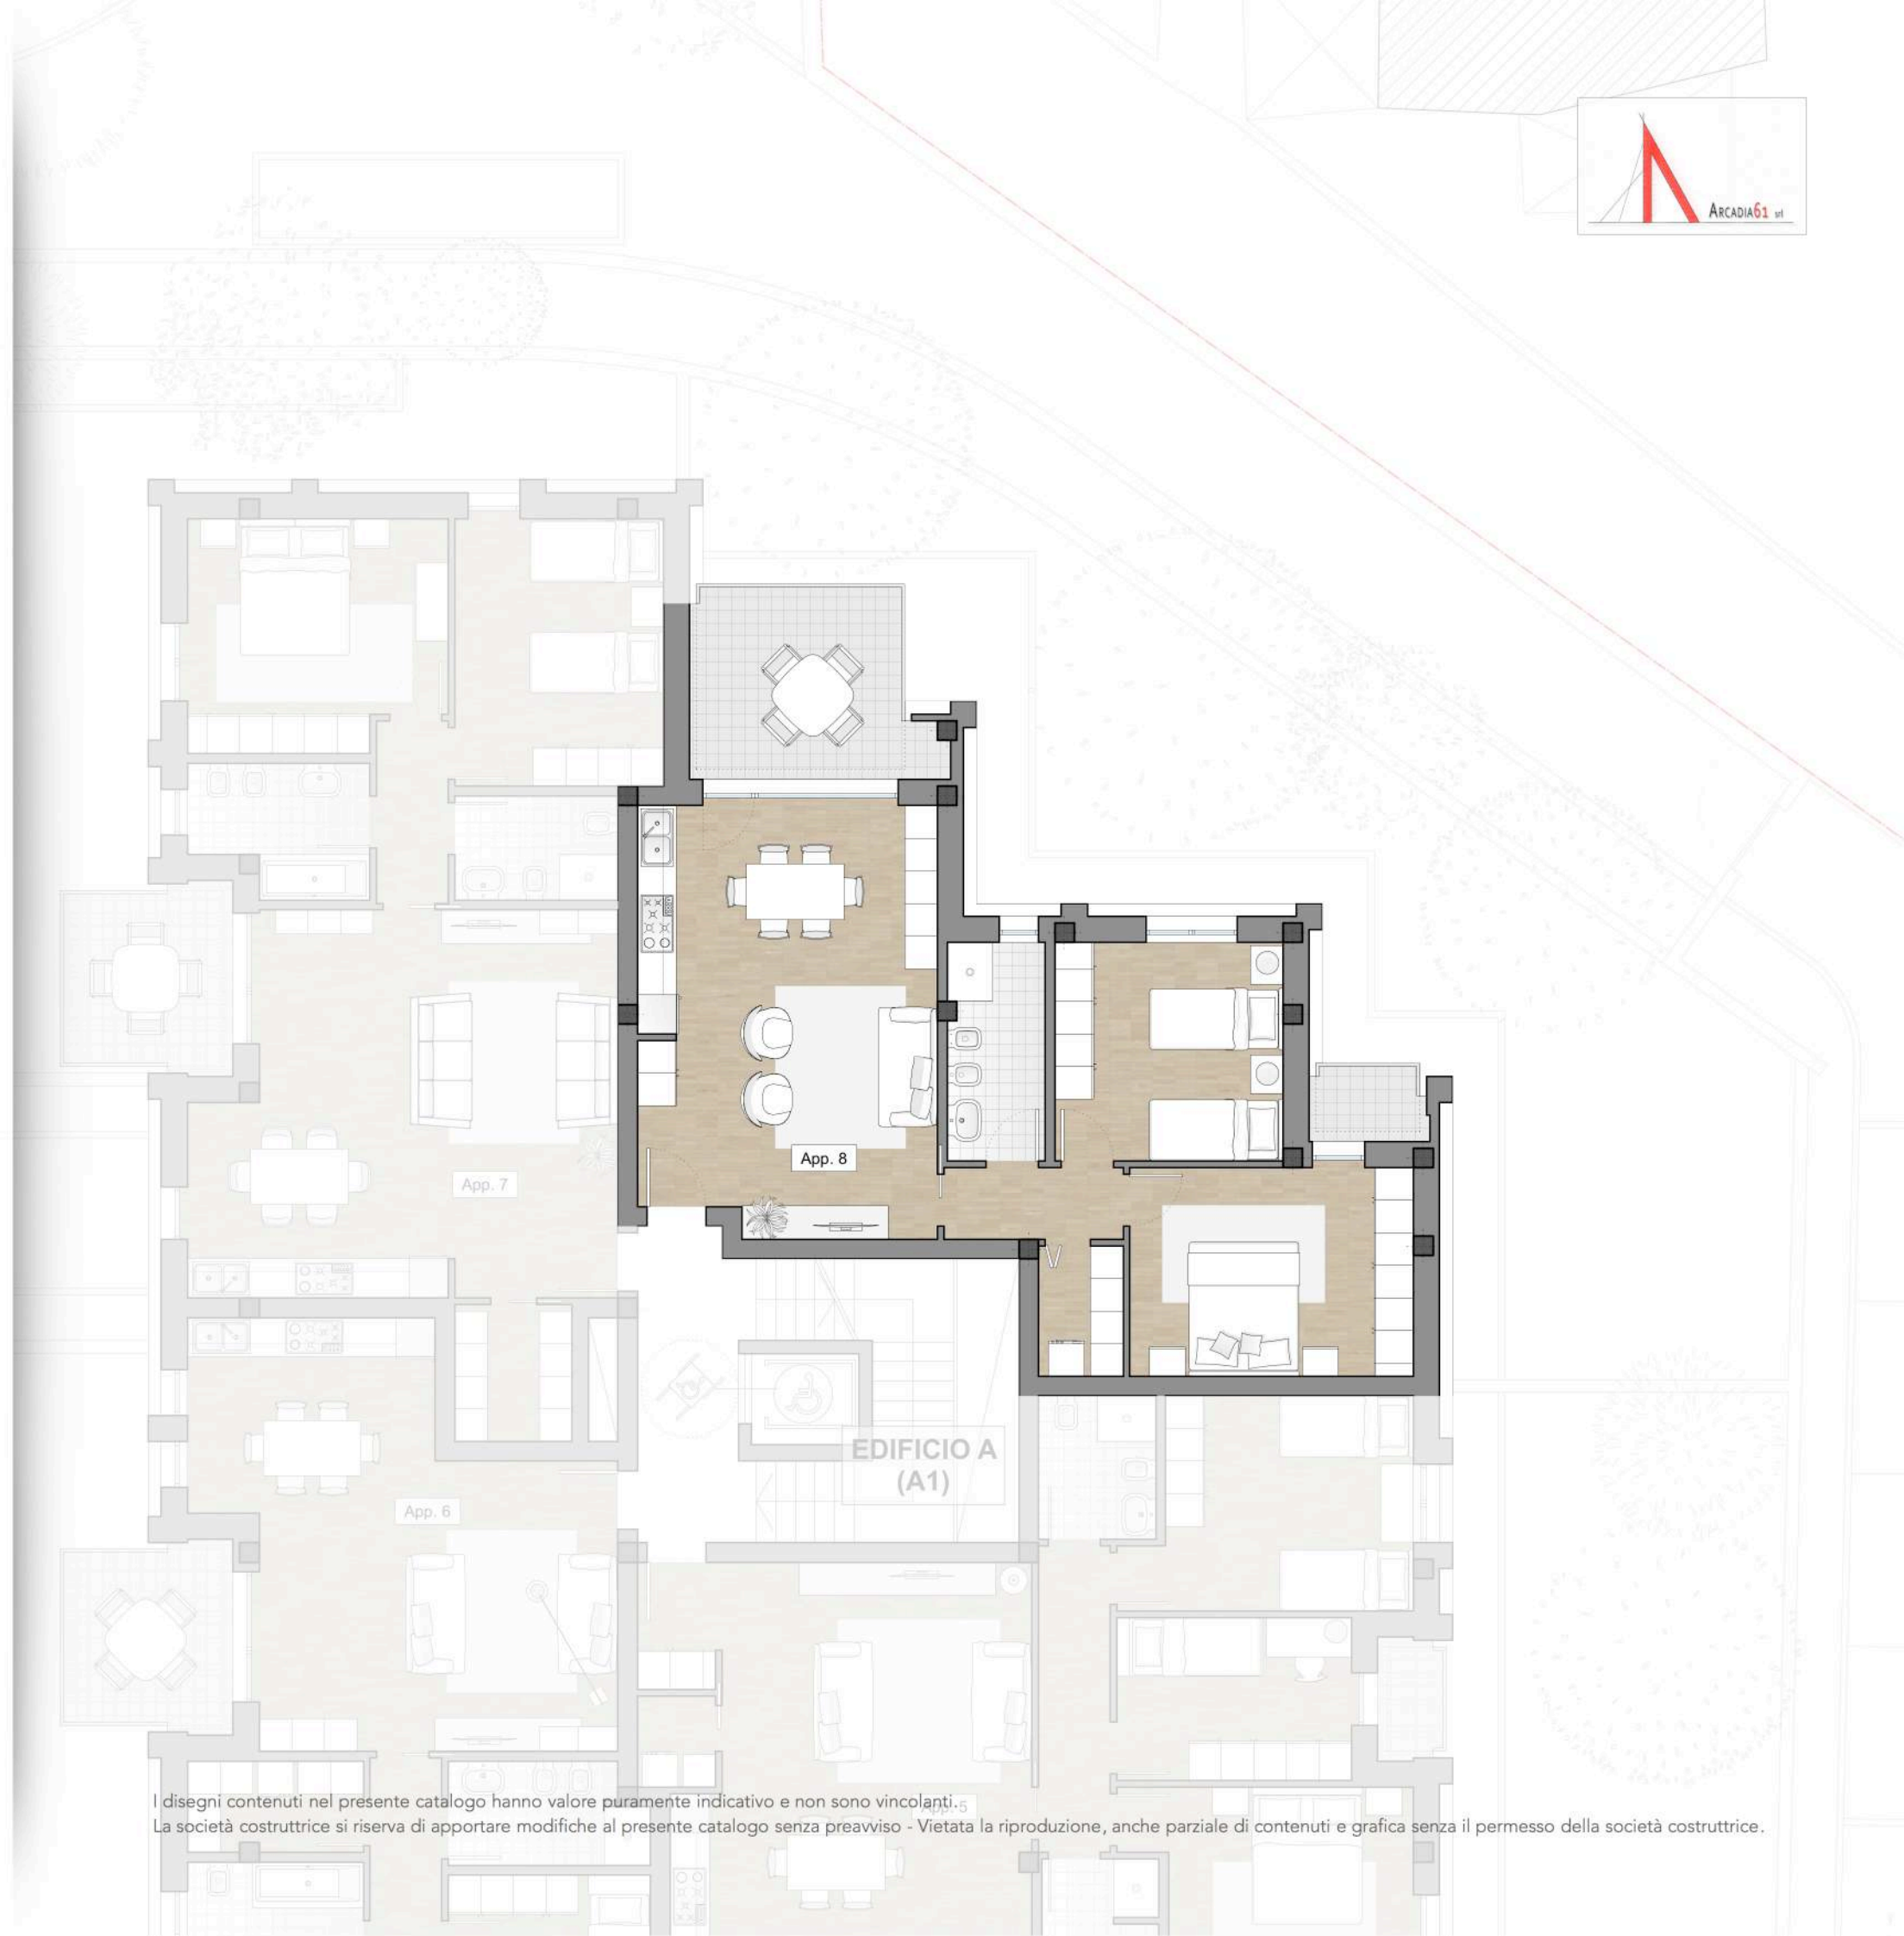 ARCADIA61 srl
App. 8
App. 7
EDIFICIO A
(A1)
App. 6
I disegni contenuti nel presente catalogo hanno valore puramente indicativo e non sono vincolanti.
App. 5
La società costruttrice si riserva di apportare modifiche al presente catalogo senza preavviso - Vietata la riproduzione, anche parziale di contenuti e grafica senza il permesso della società costruttrice.